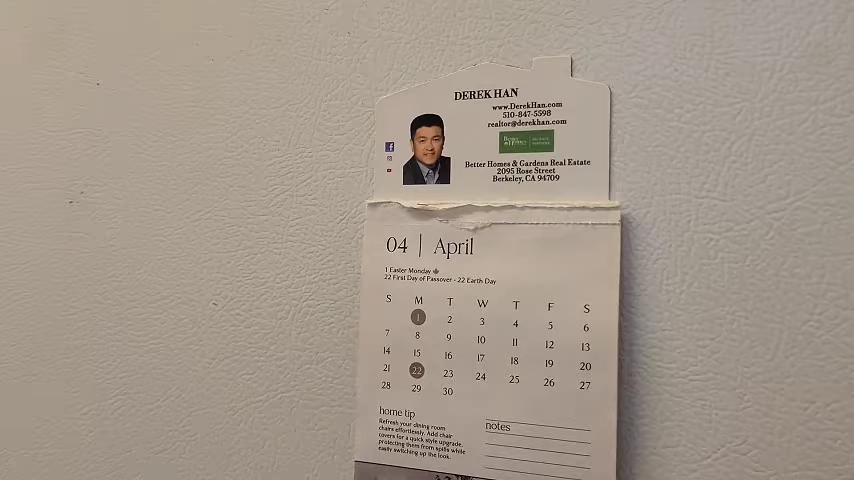 DEREK HAN
www.DerekHan.com
510-847-5598
realtor@derekhan.com
Better Homes & Gardens Real Estate
2095 Rose Street
Berkeley, CA 94709
04 | April
1 Easter Monday
22 First Day of Passover - 22 Earth Day
S M T W T F S
1 2 3 4 5 6
7 8 9 10 11 12 13
14 15 16 17 18 19 20
21 22 23 24 25 26 27
28 29 30
home tip
Refresh your dining room
chairs effortlessly. Add chair
covers for a quick style upgrade,
protecting them from spills while
easily switching up the look.
notes